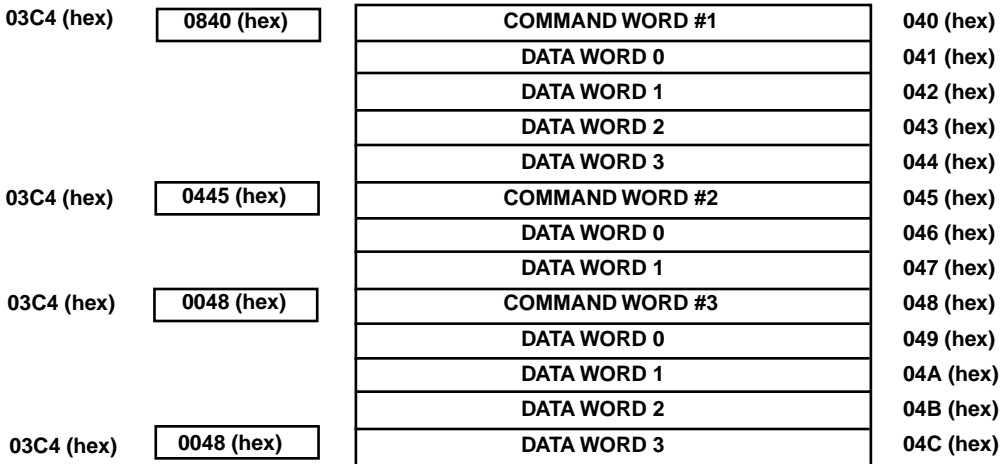 03C4 (hex) 0840 (hex) COMMAND WORD #1 040 (hex)
DATA WORD 0 041 (hex)
DATA WORD 1 042 (hex)
DATA WORD 2 043 (hex)
DATA WORD 3 044 (hex)
03C4 (hex) 0445 (hex) COMMAND WORD #2 045 (hex)
DATA WORD 0 046 (hex)
DATA WORD 1 047 (hex)
03C4 (hex) 0048 (hex) COMMAND WORD #3 048 (hex)
DATA WORD 0 049 (hex)
DATA WORD 1 04A (hex)
DATA WORD 2 04B (hex)
03C4 (hex) 0048 (hex) DATA WORD 3 04C (hex)